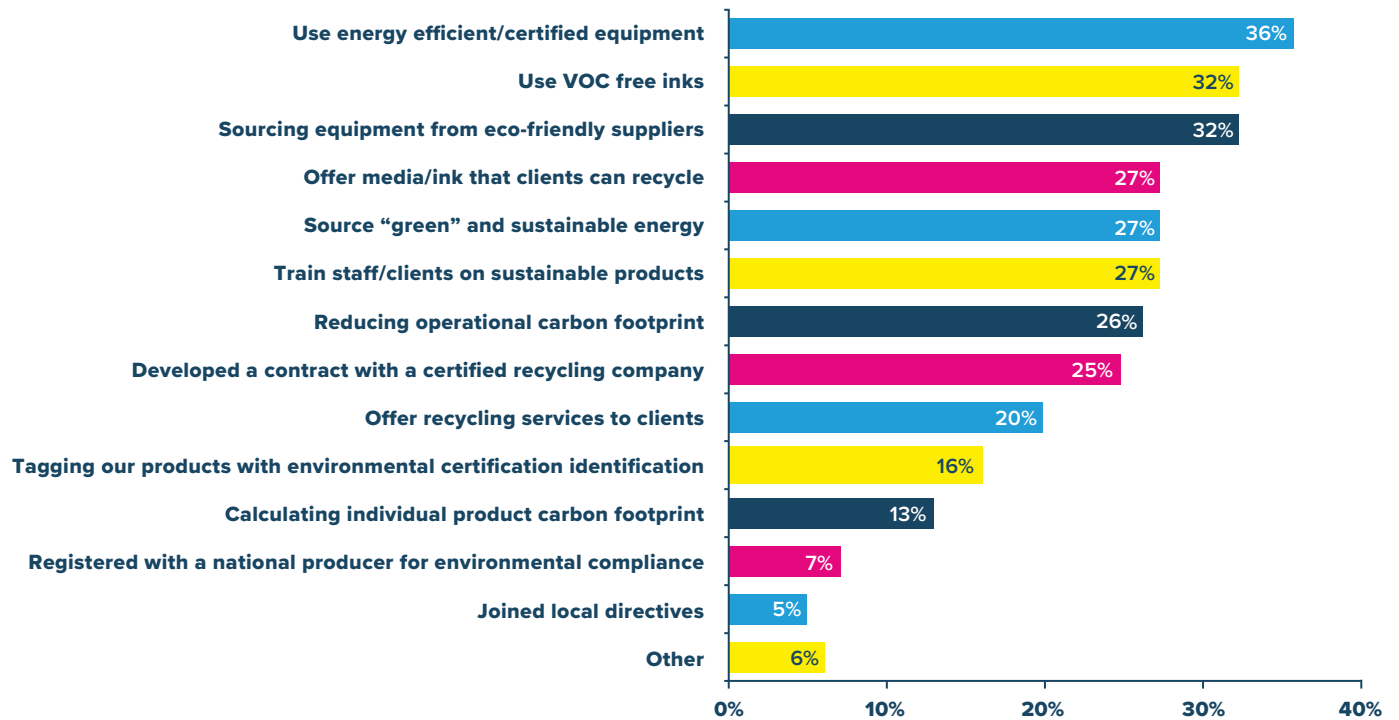 Use energy efficient/certified equipment 36%
Use VOC free inks 32%
Sourcing equipment from eco-friendly suppliers 32%
Offer media/ink that clients can recycle 27%
Source “green” and sustainable energy 27%
Train staff/clients on sustainable products 27%
Reducing operational carbon footprint 26%
Developed a contract with a certified recycling company 25%
Offer recycling services to clients 20%
Tagging our products with environmental certification identification 16%
Calculating individual product carbon footprint 13%
Registered with a national producer for environmental compliance 7%
Joined local directives 5%
Other 6%
0% 10% 20% 30% 40%